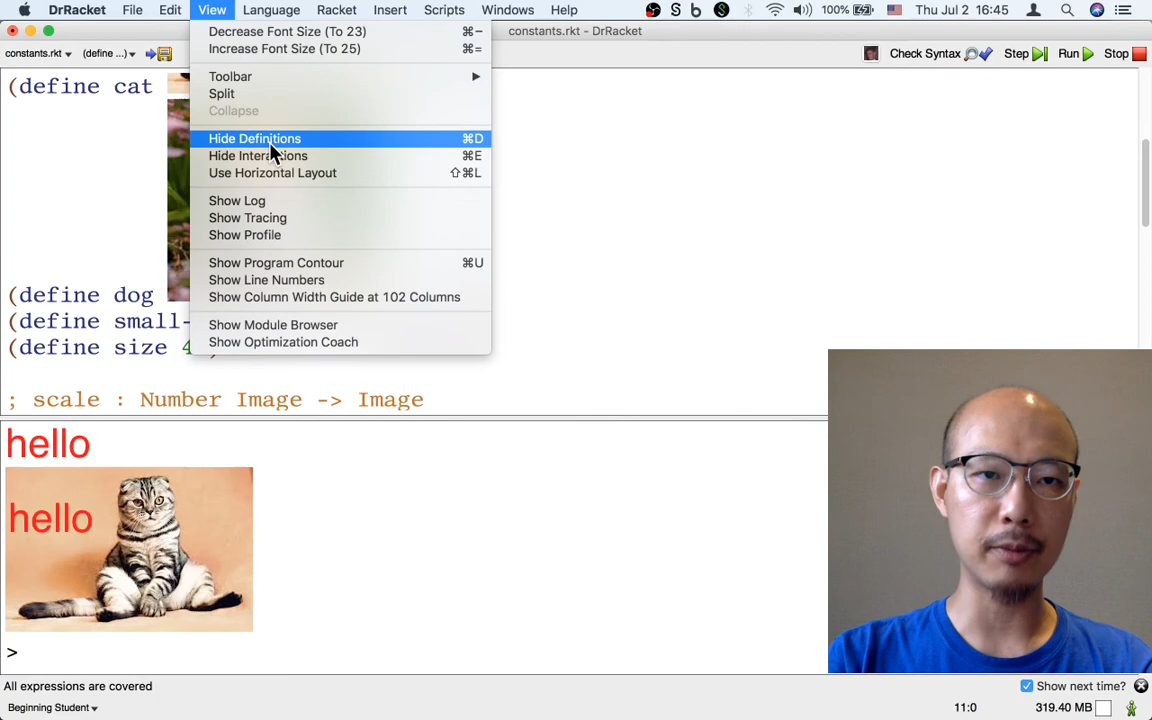 DrRacket File Edit View Language Racket Insert Scripts Windows Help 100% Thu Jul 2 16:45
constants.rkt - DrRacket
constants.rkt (define ...) Check Syntax Step Run Stop
Decrease Font Size (To 23) ⌘−
Increase Font Size (To 25) ⌘=
Toolbar
Split
Collapse
Hide Definitions ⌘D
Hide Interactions ⌘E
Use Horizontal Layout ⇧⌘L
Show Log
Show Tracing
Show Profile
Show Program Contour ⌘U
Show Line Numbers
Show Column Width Guide at 102 Columns
Show Module Browser
Show Optimization Coach
(define cat
(define dog
(define small-
(define size 4
; scale : Number Image -> Image
hello
hello
>
All expressions are covered Show next time?
Beginning Student 11:0 319.40 MB